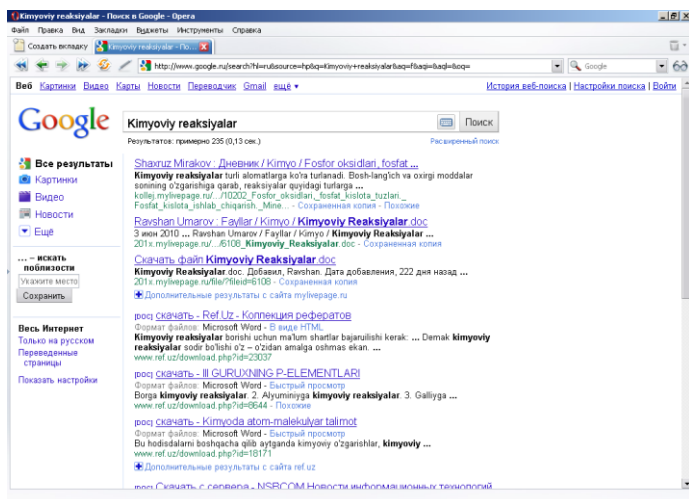 Kimyoviy reaksiyalar - Поиск в Google - Opera
Файл Правка Вид Закладки Виджеты Инструменты Справка
Создать вкладку Kimyoviy reaksiyalar - По...
http://www.google.ru/search?hl=ru&source=hp&q=Kimyoviy+reaksiyalar&aq=f&aqi=&aql=&oq= Google
Веб Картинки Видео Карты Новости Переводчик Gmail ещё ▾ История веб-поиска | Настройки поиска | Войти
Google Kimyoviy reaksiyalar Поиск
Результатов: примерно 235 (0,13 сек.) Расширенный поиск
Все результаты
Картинки
Видео
Новости
Ещё
... – искать
поблизости
Укажите место
Сохранить
Весь Интернет
Только на русском
Переведенные
страницы
Показать настройки
Shaxruz Mirakov : Дневник / Kimyo / Fosfor oksidlari, fosfat ...
Kimyoviy reaksiyalar turli alomatlarga ko'ra turlanadi. Bosh-lang'ich va oxirgi moddalar
sonining o'zgarishiga qarab, reaksiyalar quyidagi turlarga ...
kollej.mylivepage.ru/.../10202_Fosfor_oksidlari,_fosfat_kislota_tuzlari._
Fosfat_kislota_ishlab_chiqarish._Mine... - Сохраненная копия - Похожие
Ravshan Umarov : Fayllar / Kimyo / Kimyoviy Reaksiyalar.doc
3 июн 2010 ... Ravshan Umarov / Fayllar / Kimyo / Kimyoviy Reaksiyalar ...
201x.mylivepage.ru/.../6108_Kimyoviy_Reaksiyalar.doc - Сохраненная копия
Скачать файл Kimyoviy Reaksiyalar.doc
Kimyoviy Reaksiyalar.doc. Добавил, Ravshan. Дата добавления, 222 дня назад ...
201x.mylivepage.ru/file/?fileid=6108 - Сохраненная копия
Дополнительные результаты с сайта mylivepage.ru
[DOC] скачать - Ref.Uz - Коллекция рефератов
Формат файлов: Microsoft Word - В виде HTML
Kimyoviy reaksiyalar borishi uchun ma'lum shartlar bajaruilishi kerak: ... Demak kimyoviy
reaksiyalar sodir bo'lishi o'z – o'zidan amalga oshmas ekan. ...
www.ref.uz/download.php?id=23037
[DOC] скачать - III GURUXNING P-ELEMENTLARI
Формат файлов: Microsoft Word - Быстрый просмотр
Borga kimyoviy reaksiyalar. 2. Alyuminiyga kimyoviy reaksiyalar. 3. Galliyga ...
www.ref.uz/download.php?id=8644 - Похожие
[DOC] скачать - Kimyoda atom-malekulyar talimot
Формат файлов: Microsoft Word - Быстрый просмотр
Bu hodisdalarni boshqacha qilib aytganda kimyoviy o'zgarishlar, kimyoviy ...
www.ref.uz/download.php?id=18171
Дополнительные результаты с сайта ref.uz
[DOC] Скачать с сервера - NSBCOM Новости информационных технологий